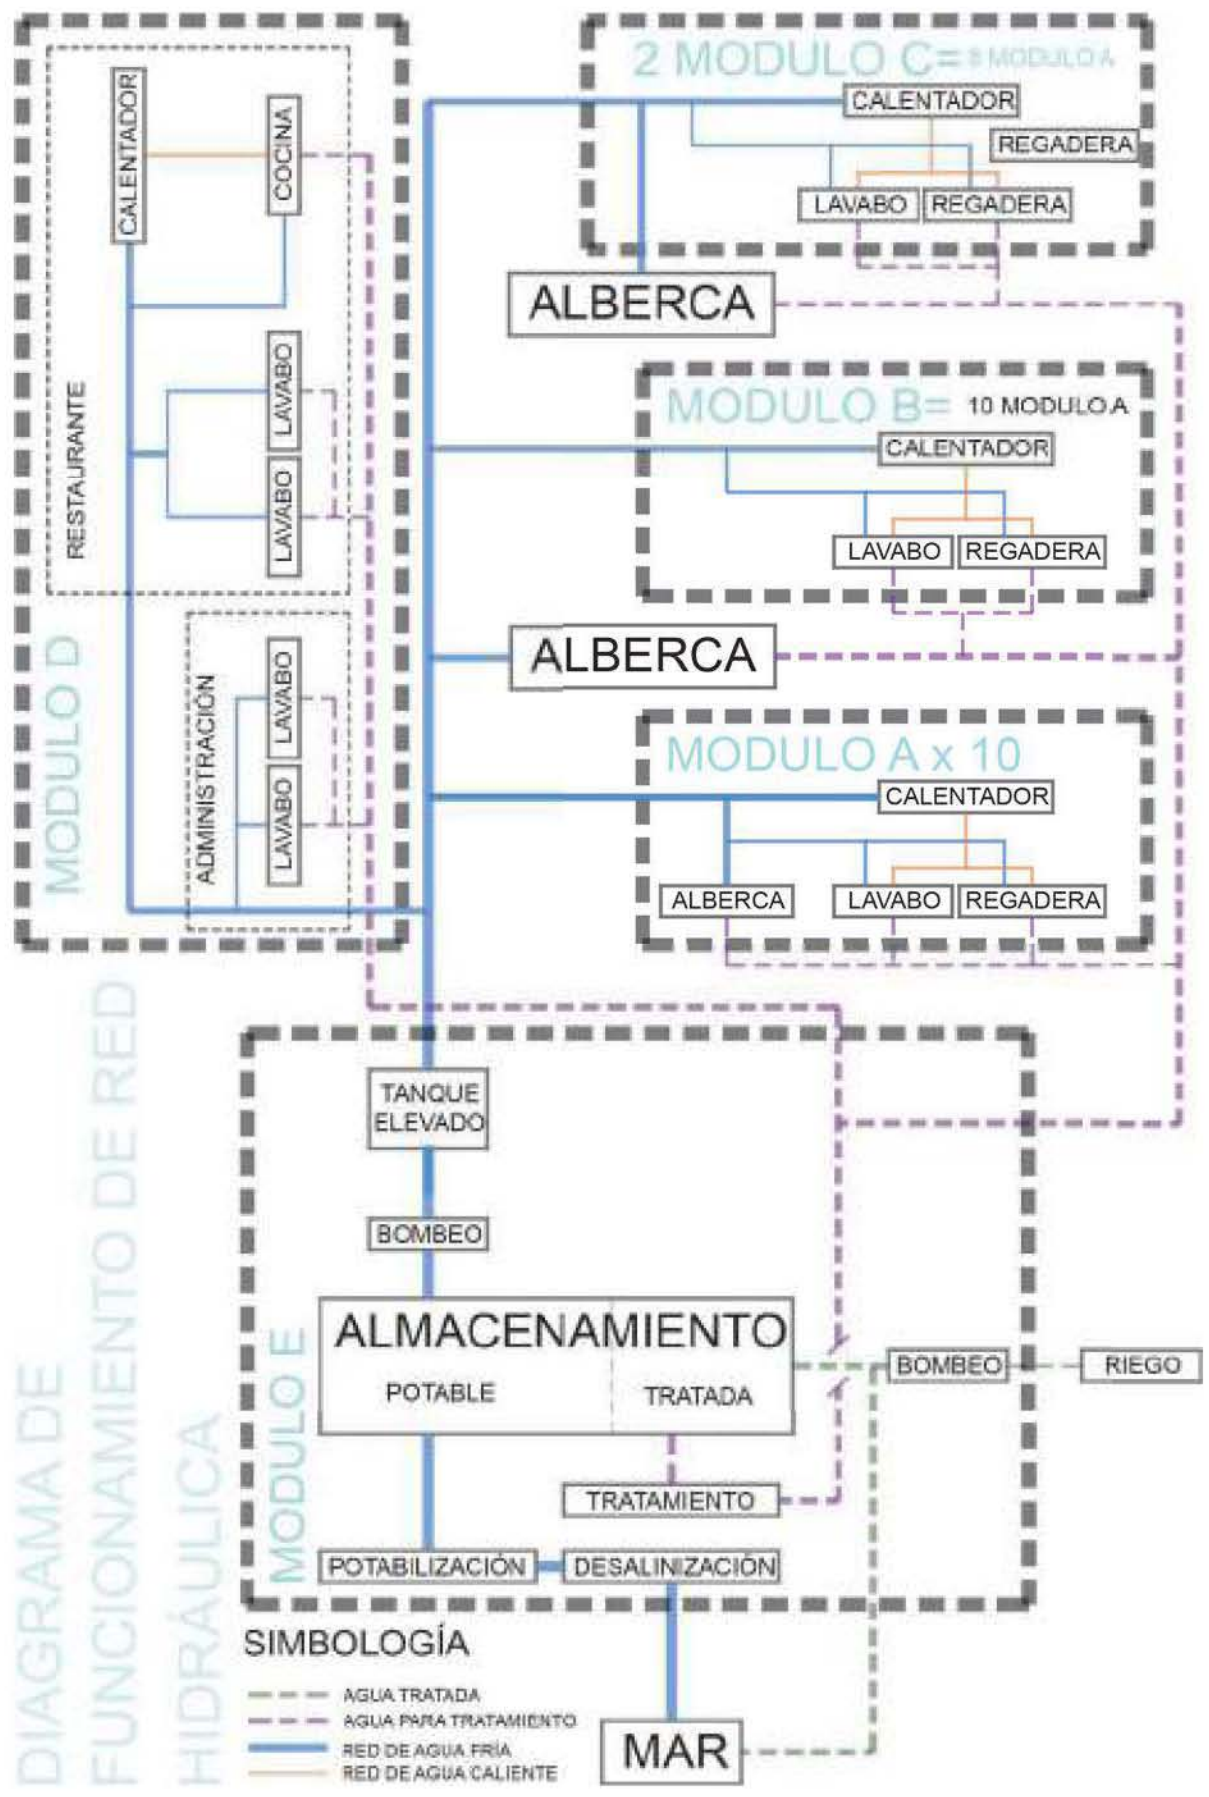 2 MODULO C= 8 MODULO A
CALENTADOR
REGADERA
LAVABO
REGADERA
ALBERCA
MODULO B= 10 MODULO A
CALENTADOR
LAVABO
REGADERA
ALBERCA
MODULO A x 10
CALENTADOR
ALBERCA
LAVABO
REGADERA
MODULO D
RESTAURANTE
CALENTADOR
COCINA
LAVABO
LAVABO
ADMINISTRACIÓN
LAVABO
LAVABO
MODULO E
TANQUE
ELEVADO
BOMBEO
ALMACENAMIENTO
POTABLE
TRATADA
BOMBEO
RIEGO
TRATAMIENTO
POTABILIZACIÓN
DESALINIZACIÓN
MAR
SIMBOLOGÍA
AGUA TRATADA
AGUA PARA TRATAMIENTO
RED DE AGUA FRÍA
RED DE AGUA CALIENTE
DIAGRAMA DE
FUNCIONAMIENTO DE RED
HIDRÁULICA